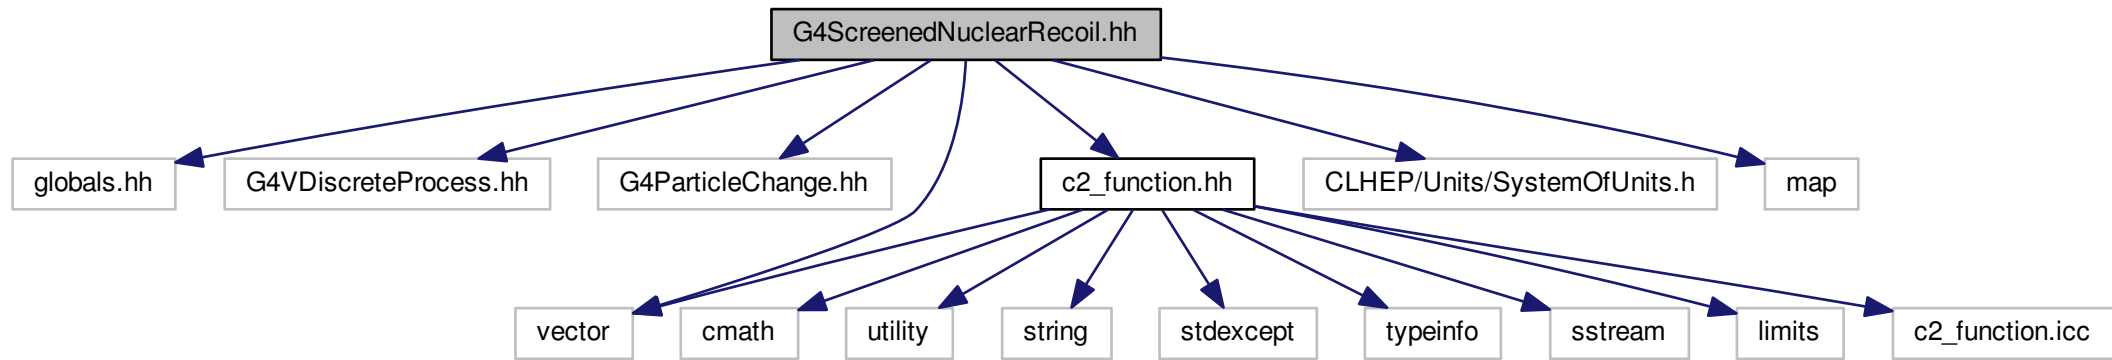 G4ScreenedNuclearRecoil.hh
globals.hh
G4VDiscreteProcess.hh
G4ParticleChange.hh
c2_function.hh
CLHEP/Units/SystemOfUnits.h
map
vector
cmath
utility
string
stdexcept
typeinfo
sstream
limits
c2_function.icc